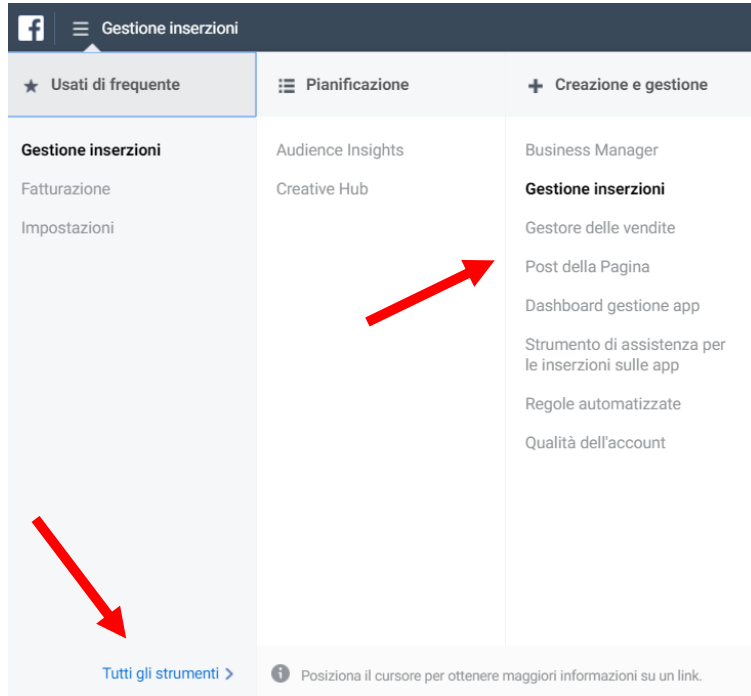 Gestione inserzioni
Usati di frequente
Gestione inserzioni
Fatturazione
Impostazioni
Tutti gli strumenti
Pianificazione
Audience Insights
Creative Hub
Creazione e gestione
Business Manager
Gestione inserzioni
Gestore delle vendite
Post della Pagina
Dashboard gestione app
Strumento di assistenza per
le inserzioni sulle app
Regole automatizzate
Qualità dell'account
Posiziona il cursore per ottenere maggiori informazioni su un link.